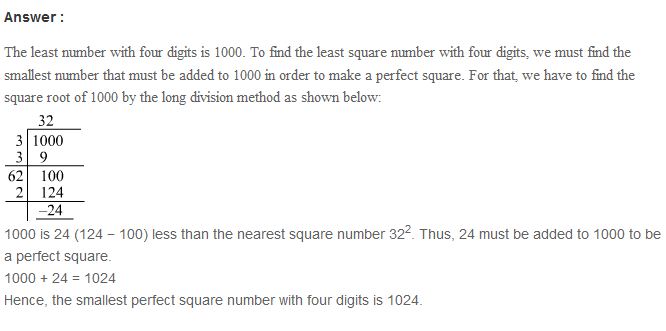 Answer :
The least number with four digits is 1000. To find the least square number with four digits, we must find the
smallest number that must be added to 1000 in order to make a perfect square. For that, we have to find the
square root of 1000 by the long division method as shown below:
32
3 1000
3 9
62 100
2 124
–24
1000 is 24 (124 − 100) less than the nearest square number 32². Thus, 24 must be added to 1000 to be
a perfect square.
1000 + 24 = 1024
Hence, the smallest perfect square number with four digits is 1024.